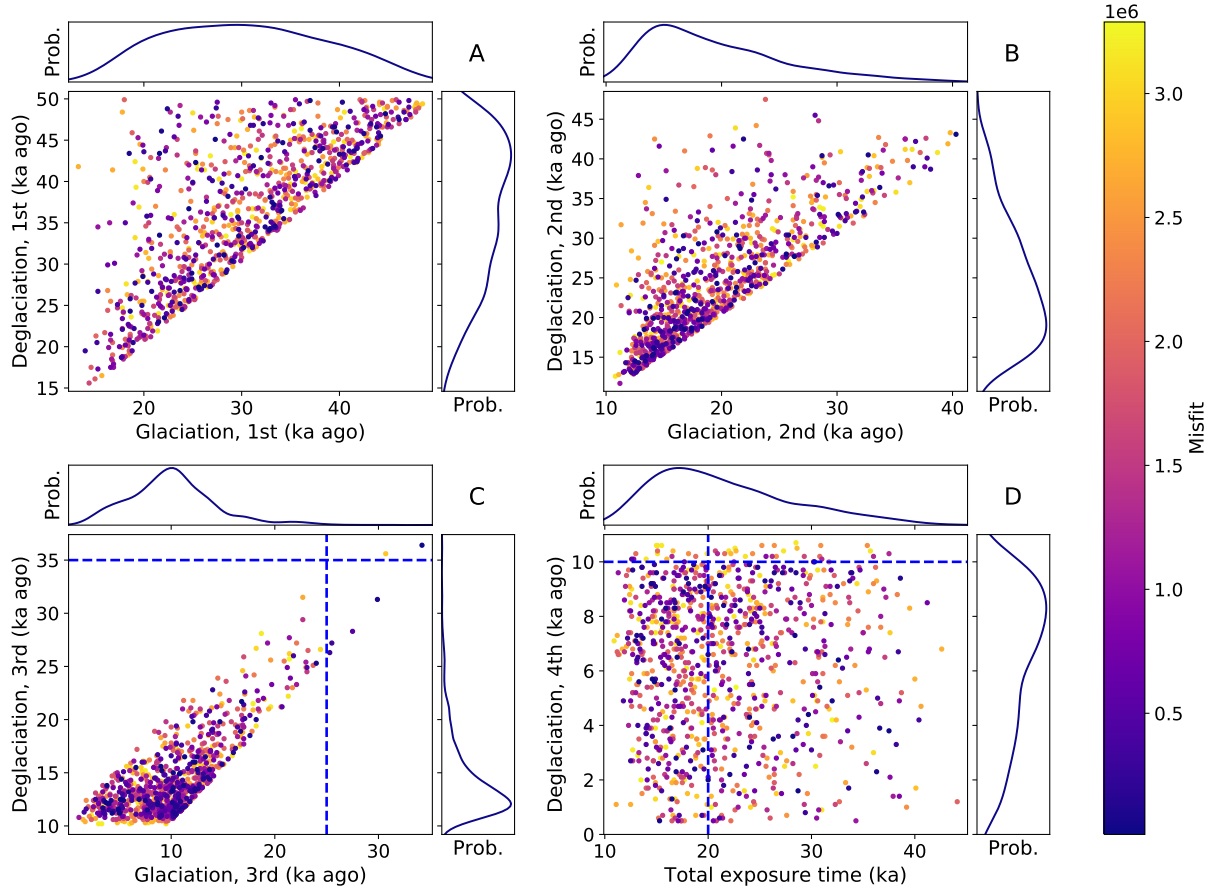 1e6
Prob.
A
Prob.
B
50
45
40
35
30
25
20
15
Deglaciation, 1st (ka ago)
20
30
40
Glaciation, 1st (ka ago)
Prob.
45
40
35
30
25
20
15
Deglaciation, 2nd (ka ago)
10
20
30
40
Glaciation, 2nd (ka ago)
Prob.
Prob.
C
Prob.
D
35
30
25
20
15
10
Deglaciation, 3rd (ka ago)
10
20
30
Glaciation, 3rd (ka ago)
Prob.
10
8
6
4
2
0
Deglaciation, 4th (ka ago)
10
20
30
40
Total exposure time (ka)
Prob.
3.0
2.5
2.0
1.5
1.0
0.5
Misfit